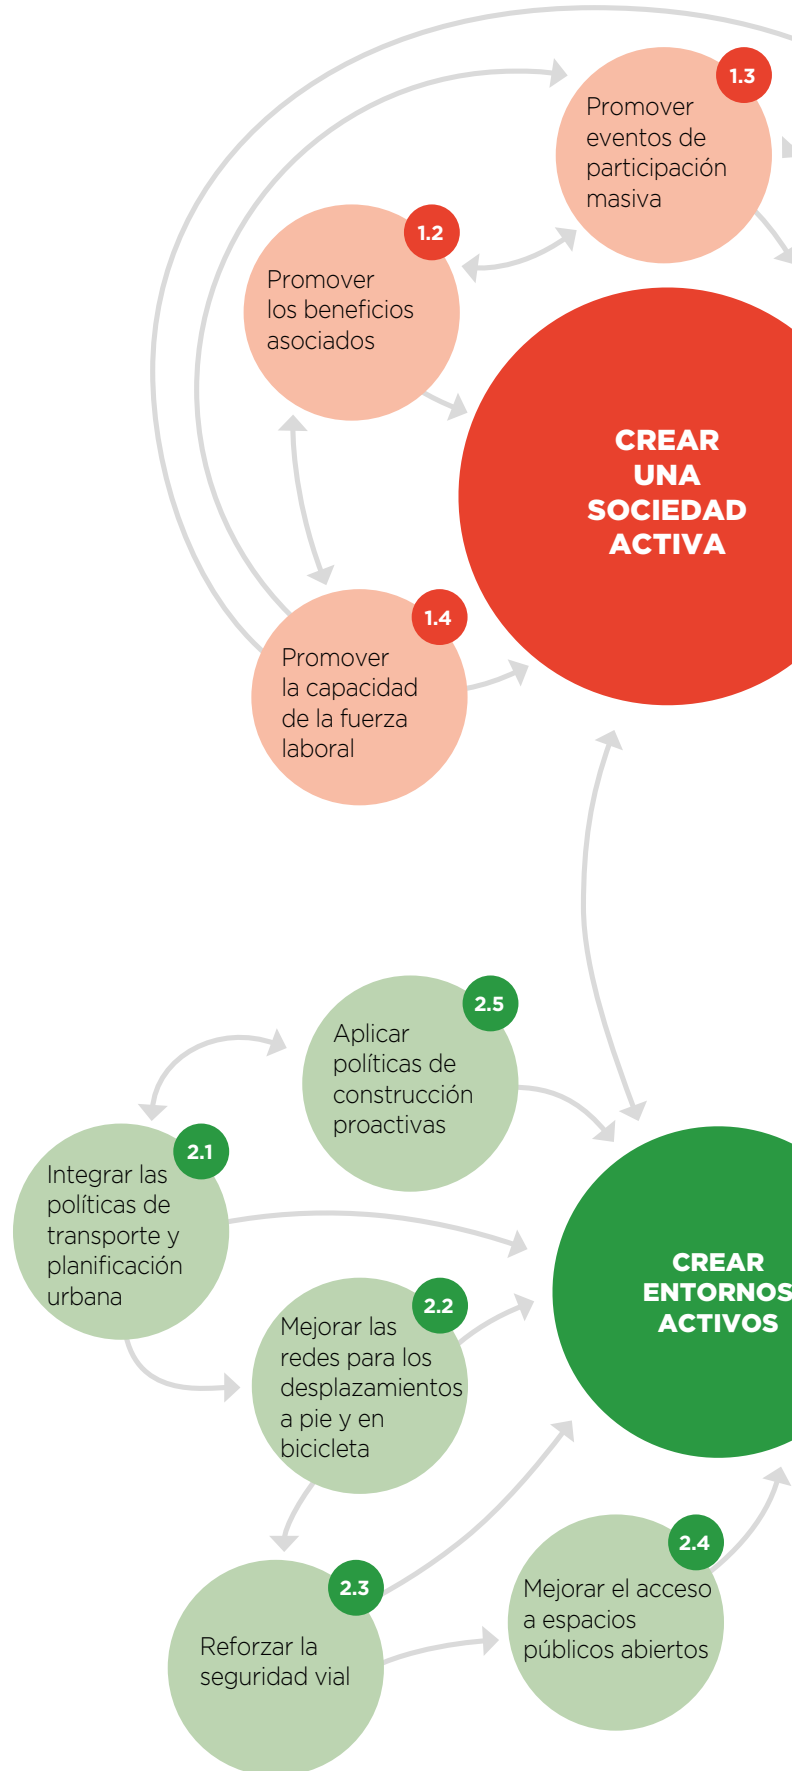 1.3
Promover
eventos de
participación
masiva
1.2
Promover
los beneficios
asociados
CREAR
UNA
SOCIEDAD
ACTIVA
1.4
Promover
la capacidad
de la fuerza
laboral
2.5
Aplicar
políticas de
construcción
proactivas
2.1
Integrar las
políticas de
transporte y
planificación
urbana
CREAR
ENTORNOS
ACTIVOS
2.2
Mejorar las
redes para los
desplazamientos
a pie y en
bicicleta
2.4
Mejorar el acceso
a espacios
públicos abiertos
2.3
Reforzar la
seguridad vial